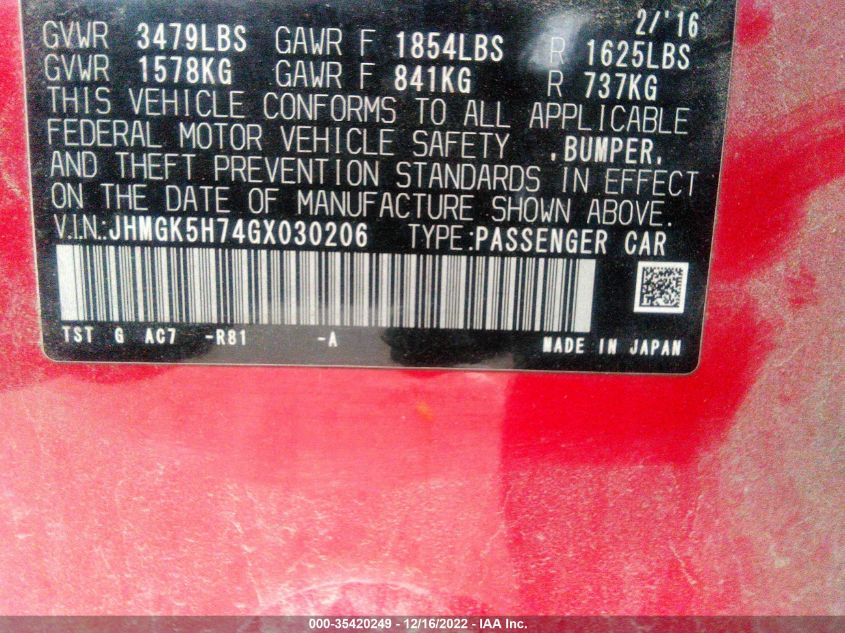 2/'16
GVWR 3479LBS GAWR F 1854LBS R 1625LBS
GVWR 1578KG GAWR F 841KG R 737KG
THIS VEHICLE CONFORMS TO ALL APPLICABLE
FEDERAL MOTOR VEHICLE SAFETY ,BUMPER,
AND THEFT PREVENTION STANDARDS IN EFFECT
ON THE DATE OF MANUFACTURE SHOWN ABOVE.
V.I.N.:JHMGK5H74GX030206 TYPE:PASSENGER CAR
TST G AC7 -R81 -A MADE IN JAPAN
000-35420249 - 12/16/2022 - IAA Inc.